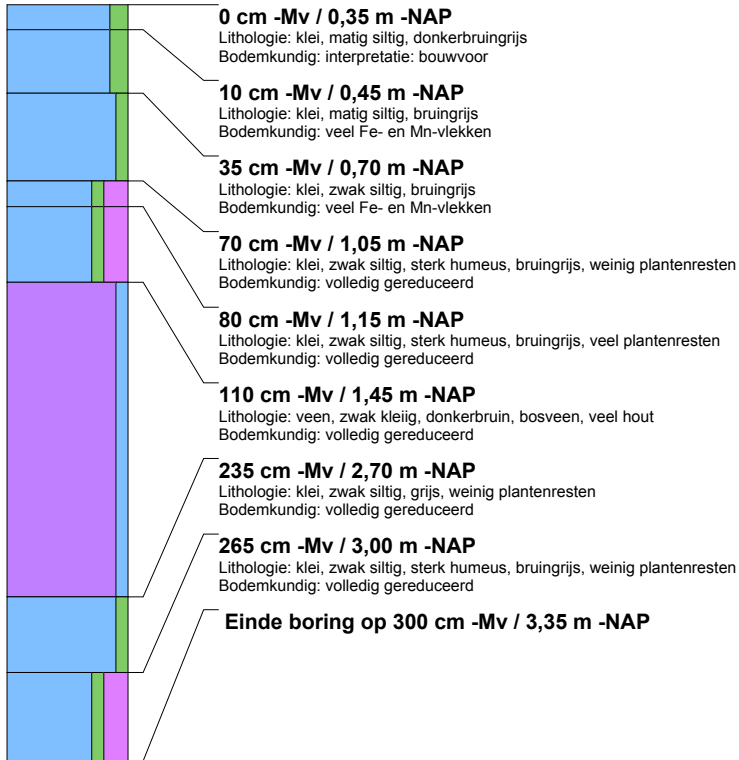 0 cm -Mv / 0,35 m -NAP
Lithologie: klei, matig siltig, donkerbruingrijs
Bodemkundig: interpretatie: bouwvoor
10 cm -Mv / 0,45 m -NAP
Lithologie: klei, matig siltig, bruingrijs
Bodemkundig: veel Fe- en Mn-vlekken
35 cm -Mv / 0,70 m -NAP
Lithologie: klei, zwak siltig, bruingrijs
Bodemkundig: veel Fe- en Mn-vlekken
70 cm -Mv / 1,05 m -NAP
Lithologie: klei, zwak siltig, sterk humeus, bruingrijs, weinig plantenresten
Bodemkundig: volledig gereduceerd
80 cm -Mv / 1,15 m -NAP
Lithologie: klei, zwak siltig, sterk humeus, bruingrijs, veel plantenresten
Bodemkundig: volledig gereduceerd
110 cm -Mv / 1,45 m -NAP
Lithologie: veen, zwak kleiig, donkerbruin, bosveen, veel hout
Bodemkundig: volledig gereduceerd
235 cm -Mv / 2,70 m -NAP
Lithologie: klei, zwak siltig, grijs, weinig plantenresten
Bodemkundig: volledig gereduceerd
265 cm -Mv / 3,00 m -NAP
Lithologie: klei, zwak siltig, sterk humeus, bruingrijs, weinig plantenresten
Bodemkundig: volledig gereduceerd
Einde boring op 300 cm -Mv / 3,35 m -NAP